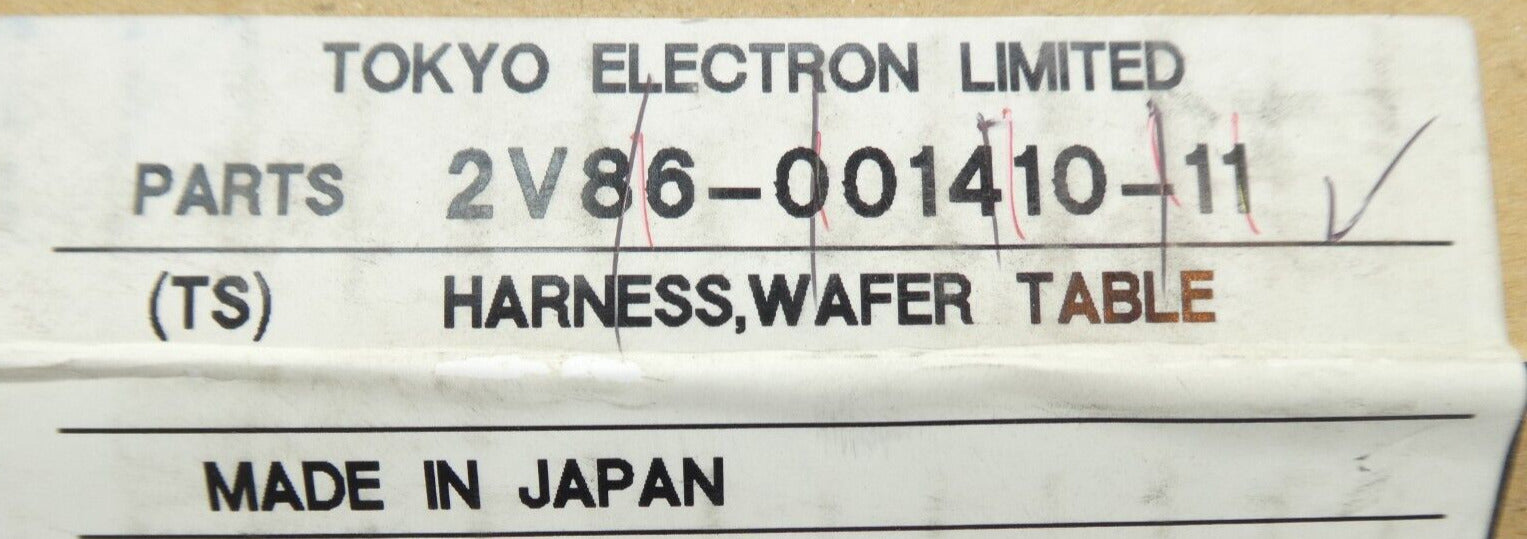 TOKYO ELECTRON LIMITED
PARTS 2V86-001410-11
(TS) HARNESS,WAFER TABLE
MADE IN JAPAN